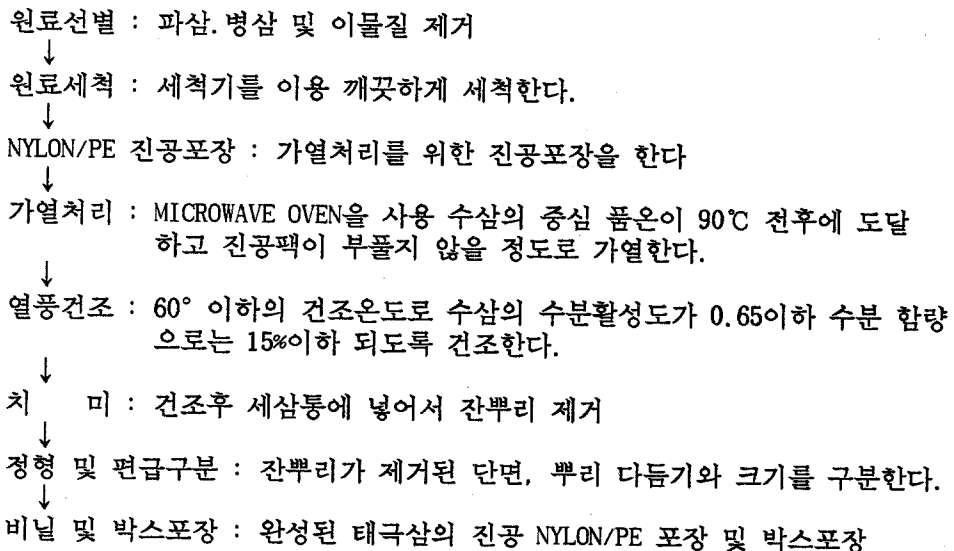 원료선별 : 파삼.병삼 및 이물질 제거
↓
원료세척 : 세척기를 이용 깨끗하게 세척한다.
↓
NYLON/PE 진공포장 : 가열처리를 위한 진공포장을 한다
↓
가열처리 : MICROWAVE OVEN을 사용 수삼의 중심 품온이 90℃ 전후에 도달
하고 진공팩이 부풀지 않을 정도로 가열한다.
↓
열풍건조 : 60° 이하의 건조온도로 수삼의 수분활성도가 0.65이하 수분 함량
으로는 15%이하 되도록 건조한다.
↓
치 미 : 건조후 세삼통에 넣어서 잔뿌리 제거
↓
정형 및 편급구분 : 잔뿌리가 제거된 단면, 뿌리 다듬기와 크기를 구분한다.
↓
비닐 및 박스포장 : 완성된 태극삼의 진공 NYLON/PE 포장 및 박스포장